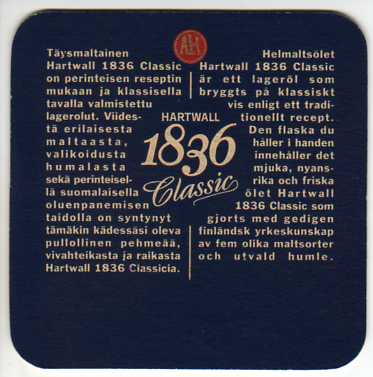 AH
Täysmaltainen
Hartwall 1836 Classic
on perinteisen reseptin
mukaan ja klassisella
tavalla valmistettu
lagerolut. Viides-
tä erilaisesta
maltaasta,
valikoidusta
humalasta
sekä perinteisel-
lä suomalaisella
oluenpanemisen
taidolla on syntynyt
tämäkin kädessäsi oleva
pullollinen pehmeää,
vivahteikasta ja raikasta
Hartwall 1836 Classicia.
HARTWALL
1836
Classic
Helmaltsölet
Hartwall 1836 Classic
är ett lageröl som
bryggts på klassiskt
vis enligt ett tradi-
tionellt recept.
Den flaska du
håller i handen
innehåller det
mjuka, nyans-
rika och friska
ölet Hartwall
1836 Classic som
gjorts med gedigen
finländsk yrkeskunskap
av fem olika maltsorter
och utvald humle.